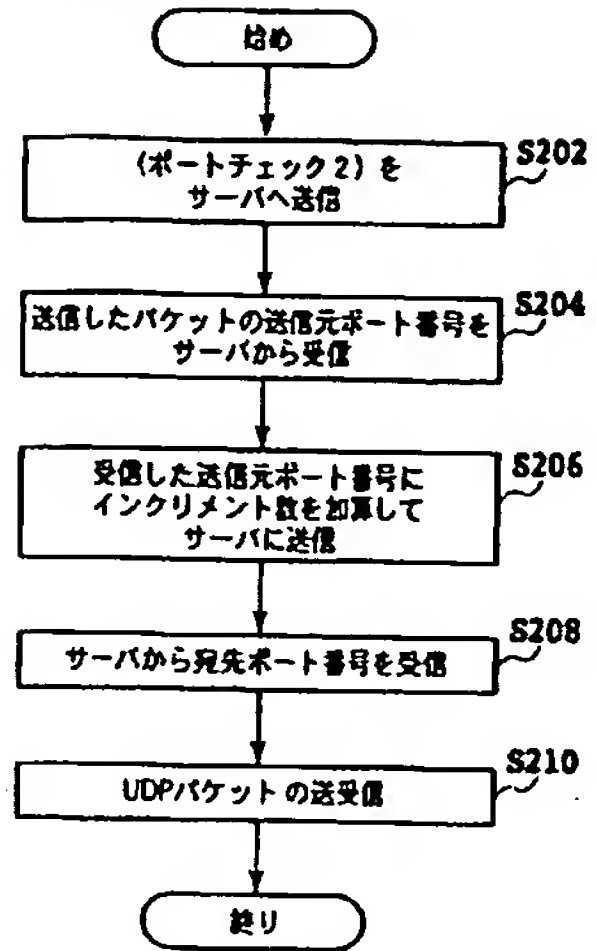 始め
(ポートチェック2)を
サーバへ送信
S202
送信したパケットの送信元ポート番号を
サーバから受信
S204
受信した送信元ポート番号に
インクリメント数を加算して
サーバに送信
S206
サーバから宛先ポート番号を受信
S208
UDPパケットの送受信
S210
終り